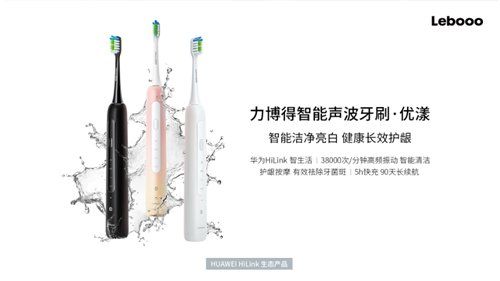 Lebooo
力博得智能声波牙刷·优漾
智能洁净亮白 健康长效护龈
华为HiLink 智生活｜38000次/分钟高频振动 智能清洁
护龈按摩 有效祛除牙菌斑｜5h快充 90天长续航
HUAWEI HiLink 生态产品